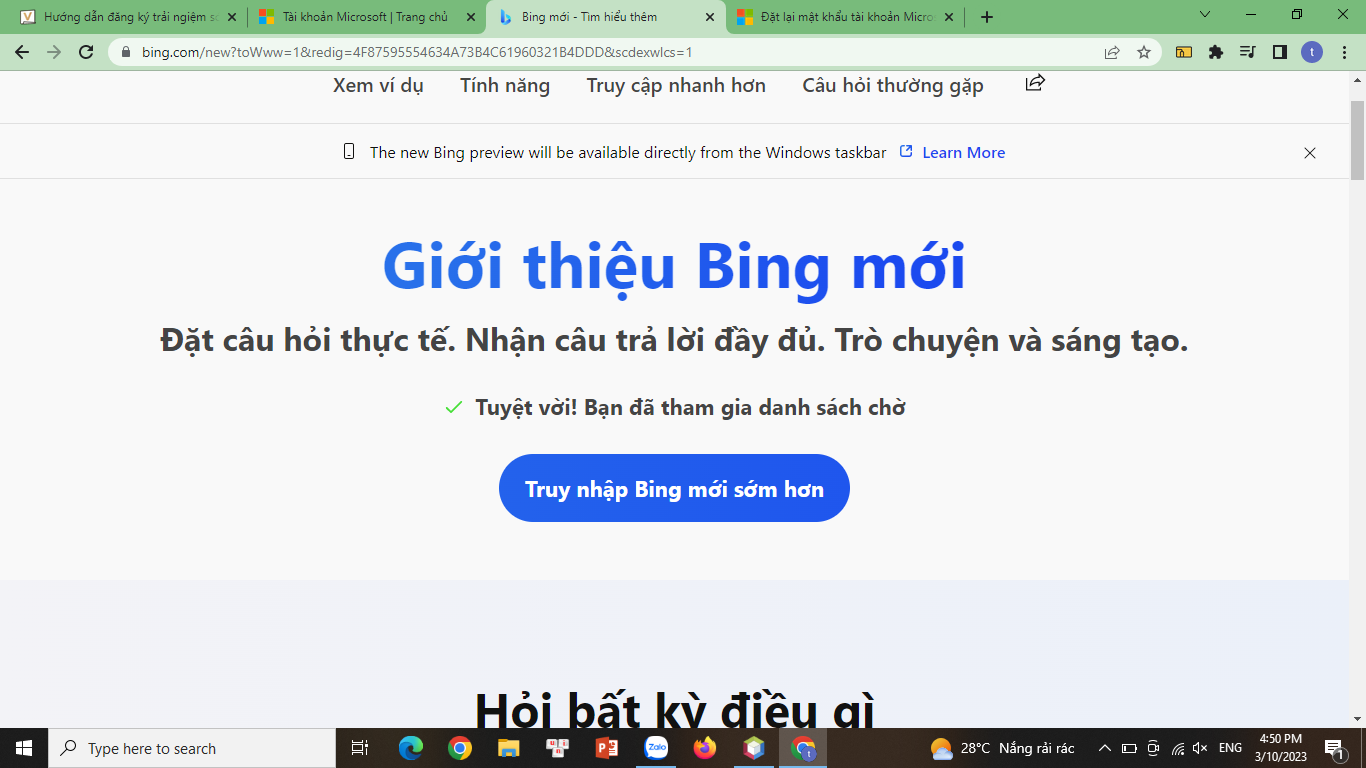 Hướng dẫn đăng ký trải ngiệm sớ
Tài khoản Microsoft | Trang chủ
Bing mới - Tìm hiểu thêm
Đặt lại mật khẩu tài khoản Micros
bing.com/new?toWww=1&redig=4F87595554634A73B4C61960321B4DDD&scdexwlcs=1
t
Xem ví dụ
Tính năng
Truy cập nhanh hơn
Câu hỏi thường gặp
The new Bing preview will be available directly from the Windows taskbar
Learn More
Giới thiệu Bing mới
Đặt câu hỏi thực tế. Nhận câu trả lời đầy đủ. Trò chuyện và sáng tạo.
Tuyệt vời! Bạn đã tham gia danh sách chờ
Truy nhập Bing mới sớm hơn
Hỏi bất kỳ điều gì
Type here to search
Zalo
28°C Nắng rải rác
ENG
4:50 PM
3/10/2023
1